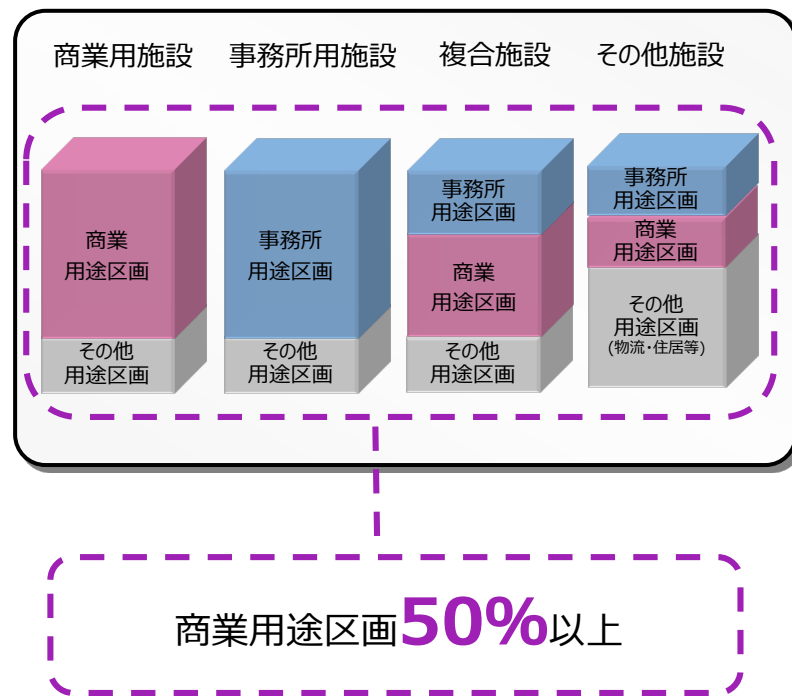 商業用施設
事務所用施設
複合施設
その他施設
商業
用途区画
その他
用途区画
事務所
用途区画
その他
用途区画
事務所
用途区画
商業
用途区画
その他
用途区画
事務所
用途区画
商業
用途区画
その他
用途区画
(物流・住居等)
商業用途区画50%以上